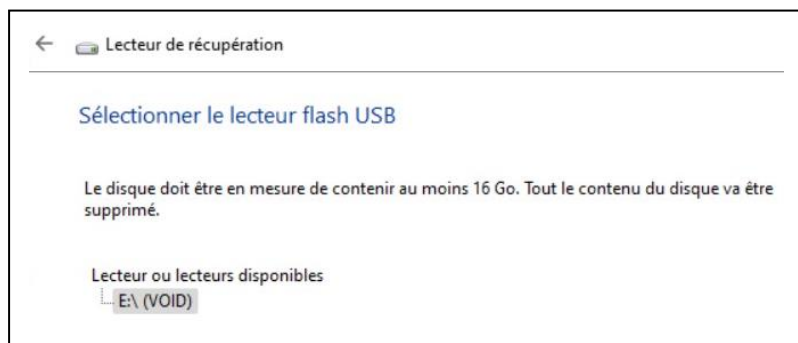 Lecteur de récupération
Sélectionner le lecteur flash USB
Le disque doit être en mesure de contenir au moins 16 Go. Tout le contenu du disque va être
supprimé.
Lecteur ou lecteurs disponibles
E:\ (VOID)